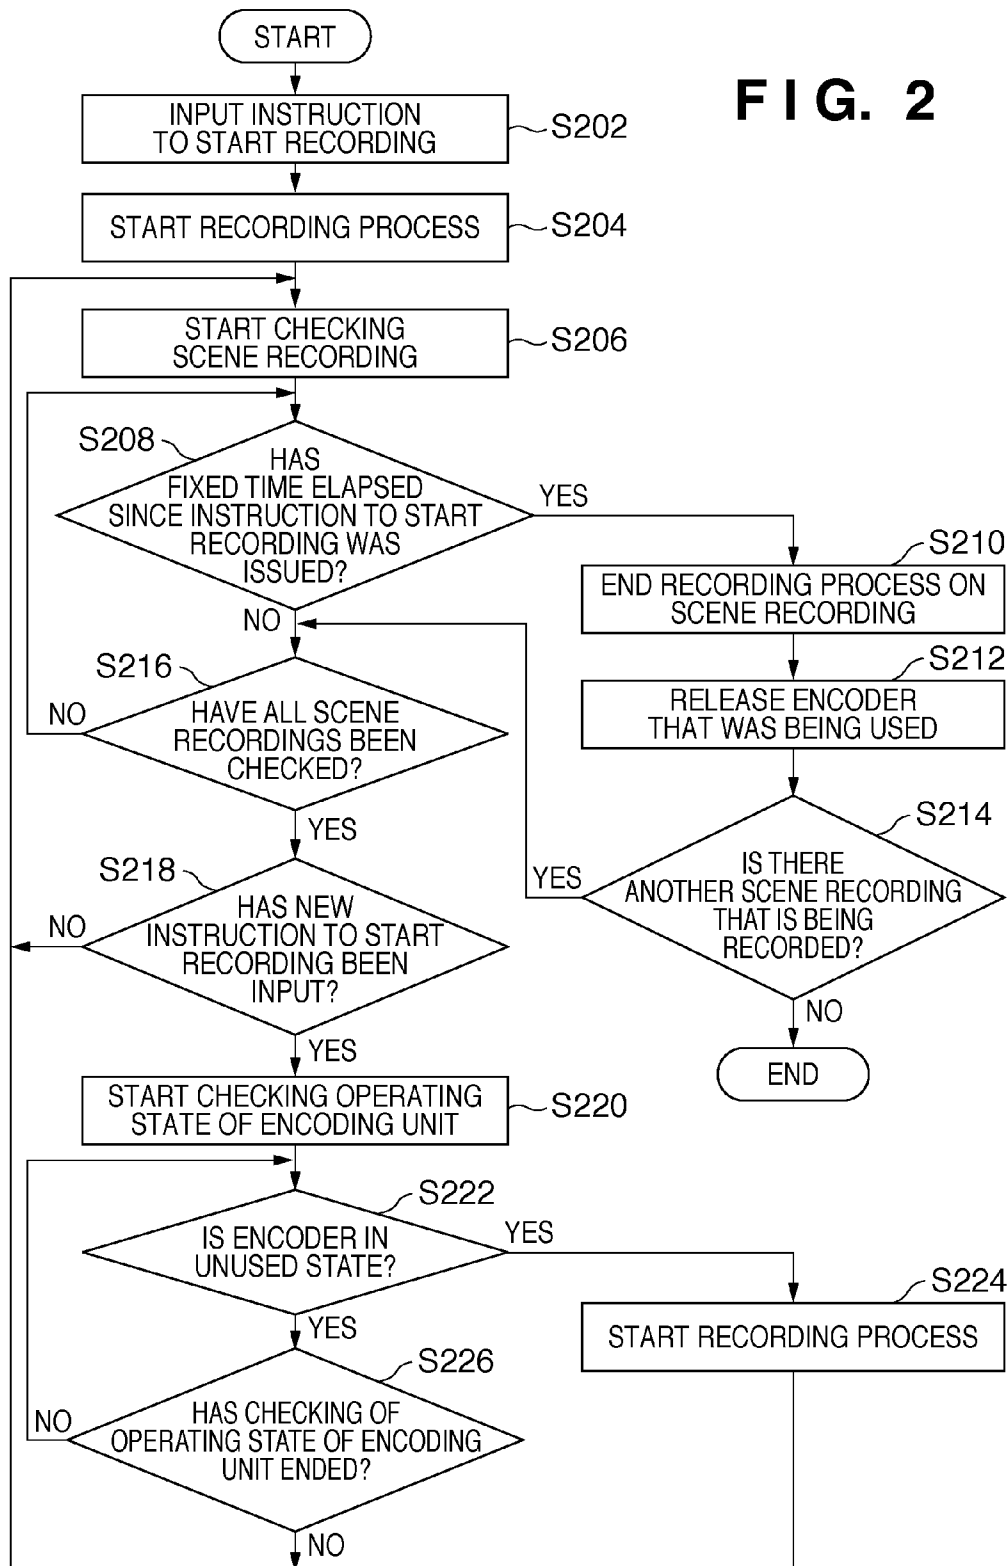 START
FIG. 2
INPUT INSTRUCTION
TO START RECORDING
S202
START RECORDING PROCESS
S204
START CHECKING
SCENE RECORDING
S206
S208
HAS
FIXED TIME ELAPSED
SINCE INSTRUCTION TO START
RECORDING WAS
ISSUED?
YES
NO
S210
END RECORDING PROCESS ON
SCENE RECORDING
S212
RELEASE ENCODER
THAT WAS BEING USED
S214
IS THERE
ANOTHER SCENE RECORDING
THAT IS BEING
RECORDED?
YES
NO
END
S216
HAVE ALL SCENE
RECORDINGS BEEN
CHECKED?
NO
YES
S218
HAS NEW
INSTRUCTION TO START
RECORDING BEEN
INPUT?
NO
YES
START CHECKING OPERATING
STATE OF ENCODING UNIT
S220
S222
IS ENCODER IN
UNUSED STATE?
YES
YES
S224
START RECORDING PROCESS
S226
HAS CHECKING OF
OPERATING STATE OF ENCODING
UNIT ENDED?
NO
NO